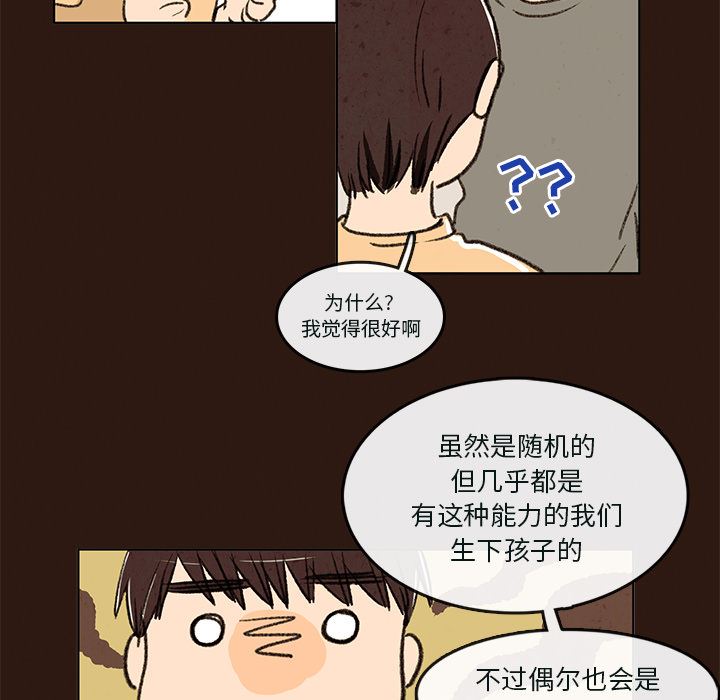 ??
为什么?
我觉得很好啊
虽然是随机的
但几乎都是
有这种能力的我们
生下孩子的
不过偶尔也会是